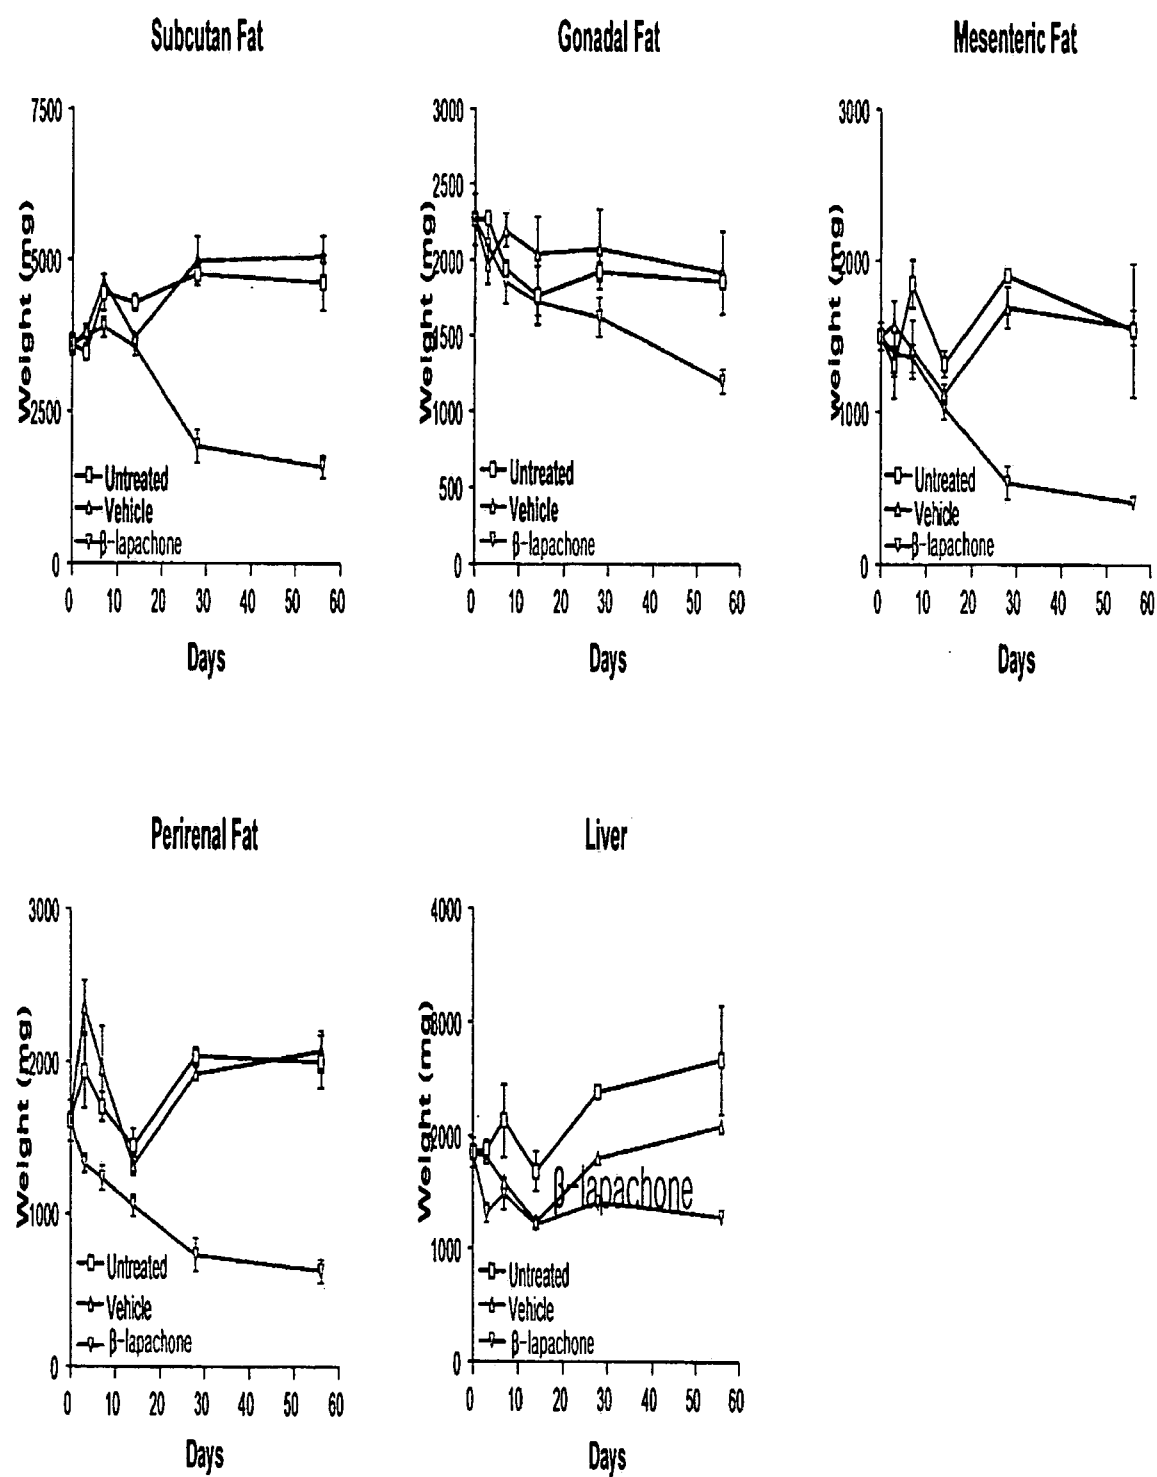 Subcutan Fat
7500
5000
2500
0
Weight (mg)
Untreated
Vehicle
β-lapachone
0 10 20 30 40 50 60
Days
Gonadal Fat
3000
2500
2000
1500
1000
500
0
Weight (mg)
Untreated
Vehicle
β-lapachone
0 10 20 30 40 50 60
Days
Mesenteric Fat
3000
2000
1000
0
Weight (mg)
Untreated
Vehicle
β-lapachone
0 10 20 30 40 50 60
Days
Perirenal Fat
3000
2000
1000
0
Weight (mg)
Untreated
Vehicle
β-lapachone
0 10 20 30 40 50 60
Days
Liver
4000
3000
2000
1000
0
Weight (mg)
β-lapachone
Untreated
Vehicle
β-lapachone
0 10 20 30 40 50 60
Days